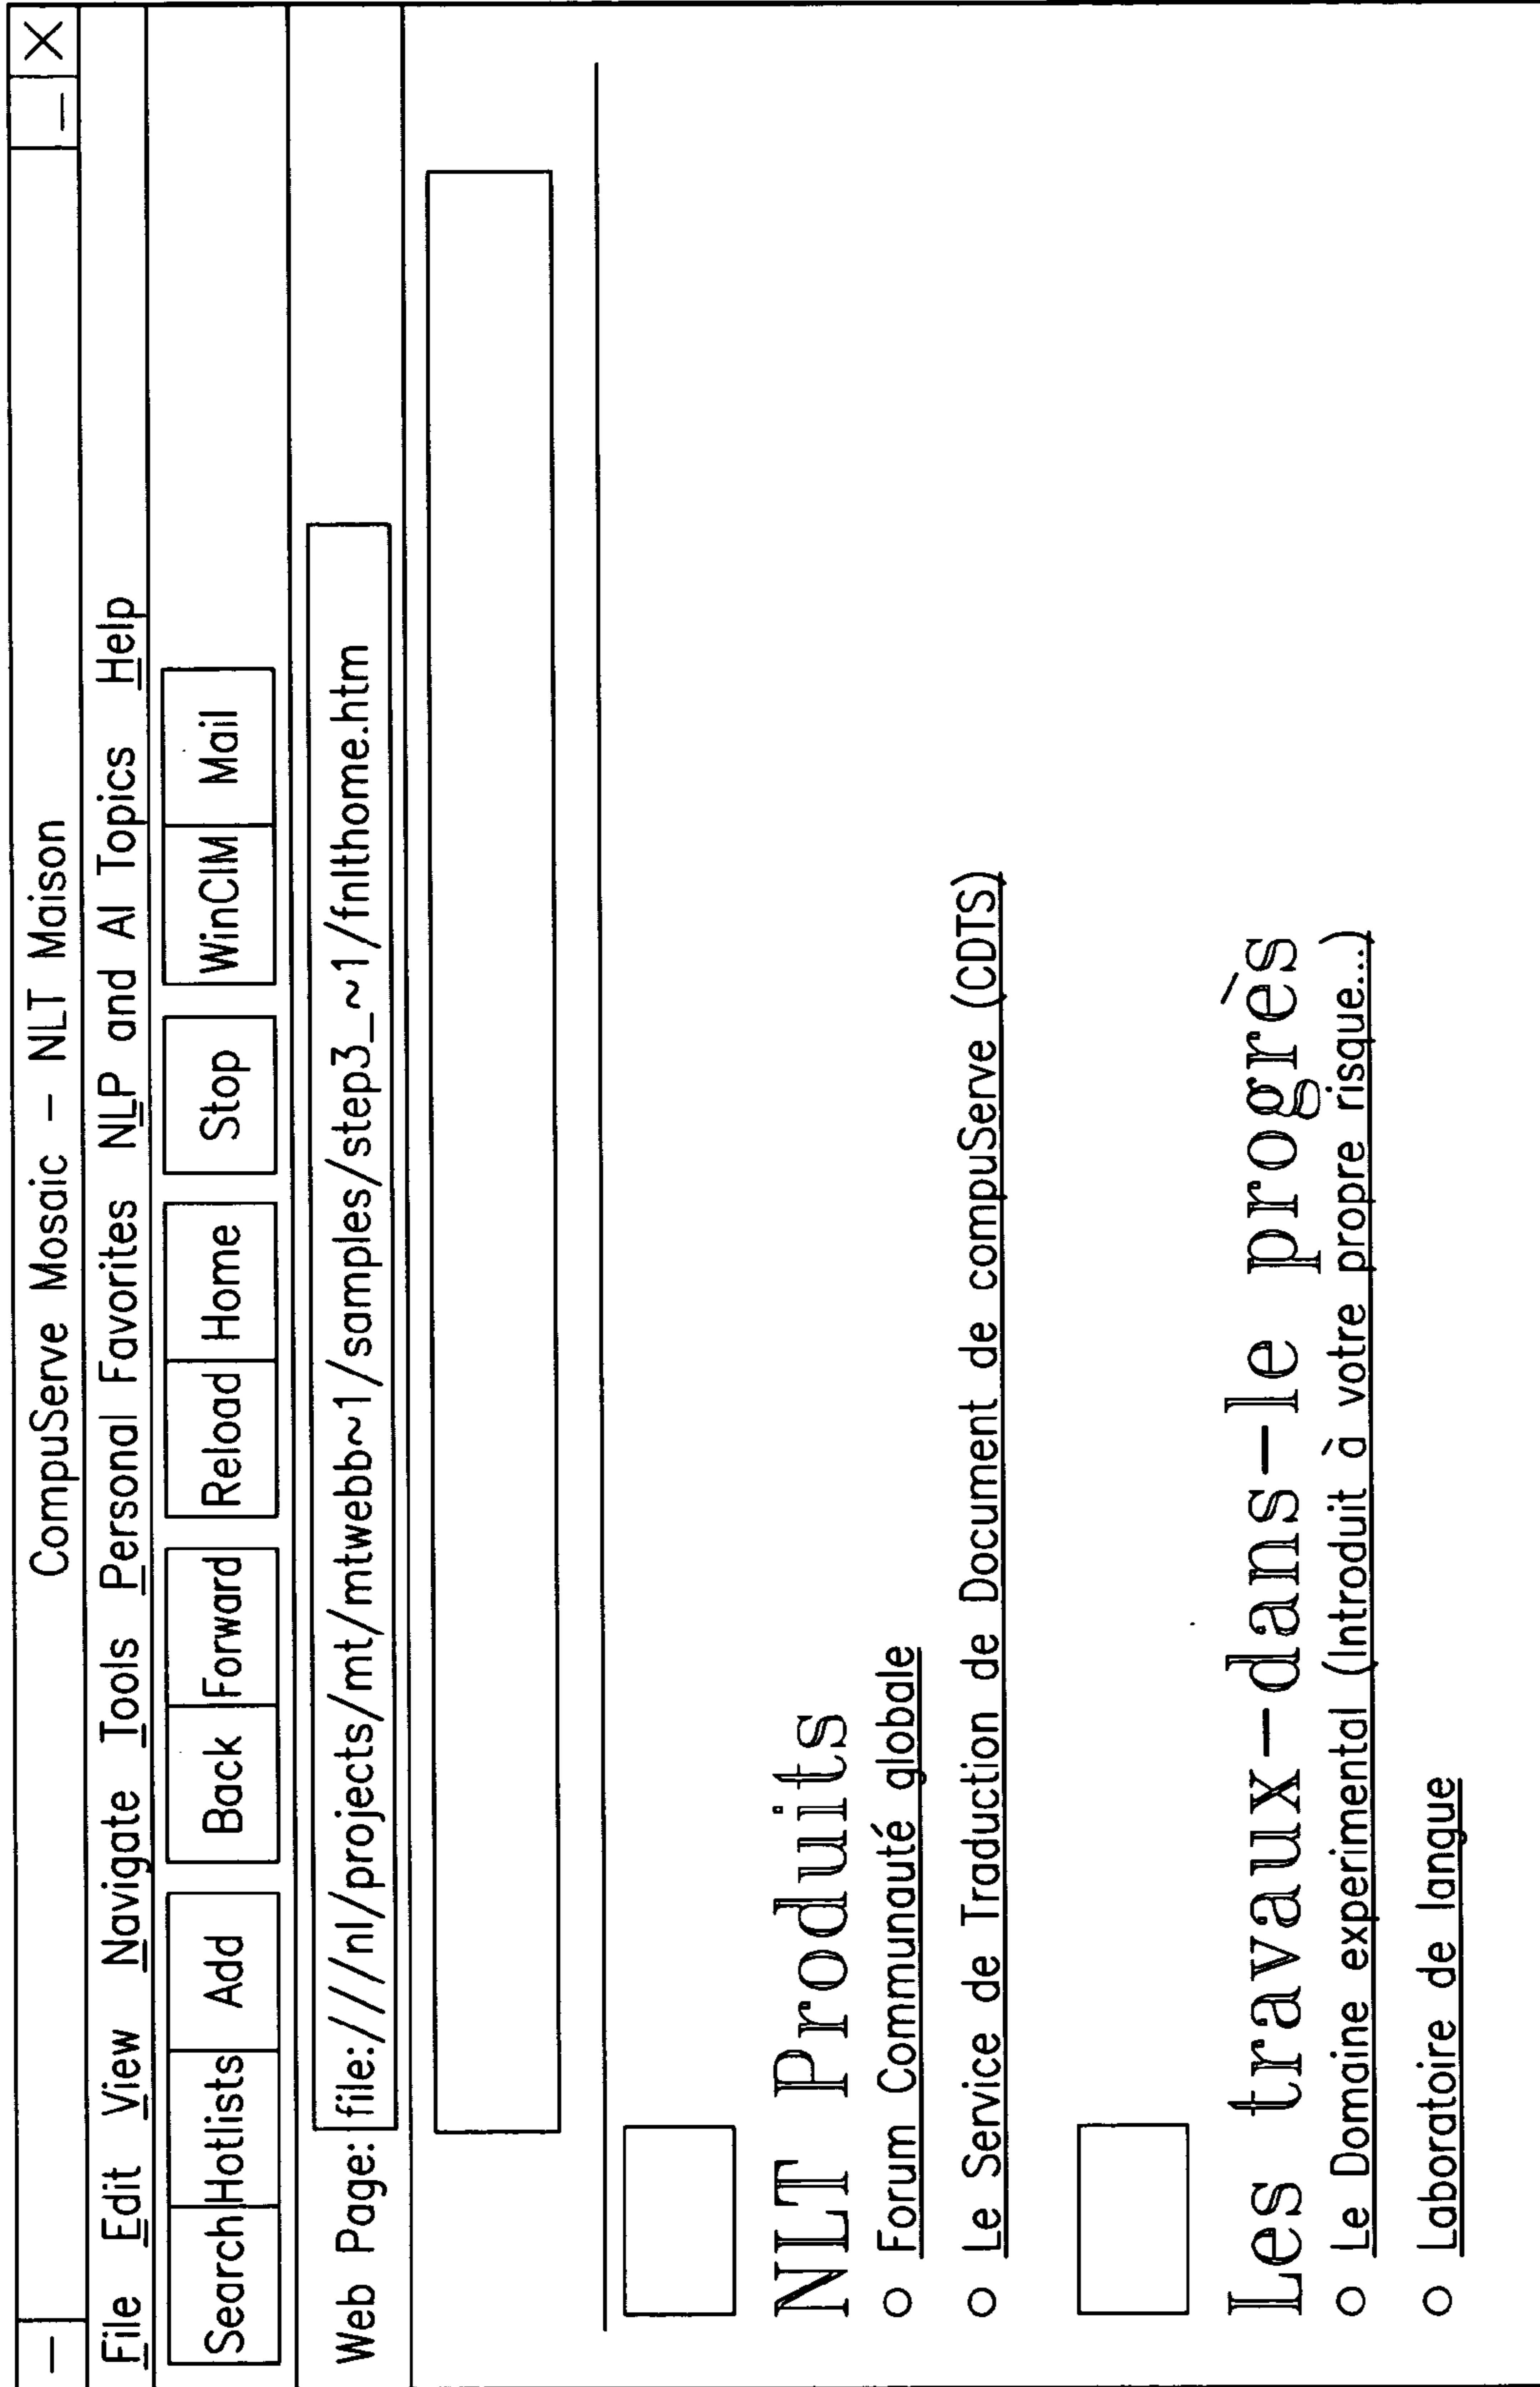 CompuServe Mosaic – NLT Maison
File Edit View Navigate Tools Personal Favorites NLP and AI Topics Help
Search Hotlists Add Back Forward Reload Home Stop WinCIM Mail
Web Page: file:///nl/projects/mt/mtwebb~1/samples/step3_~1/fnlthome.htm
NLT Produits
○ Forum Communauté globale
○ Le Service de Traduction de Document de compuServe (CDTS)
Les travaux-dans-le progrès
○ Le Domaine experimental (Introduit à votre propre risque...)
○ Laboratoire de langue